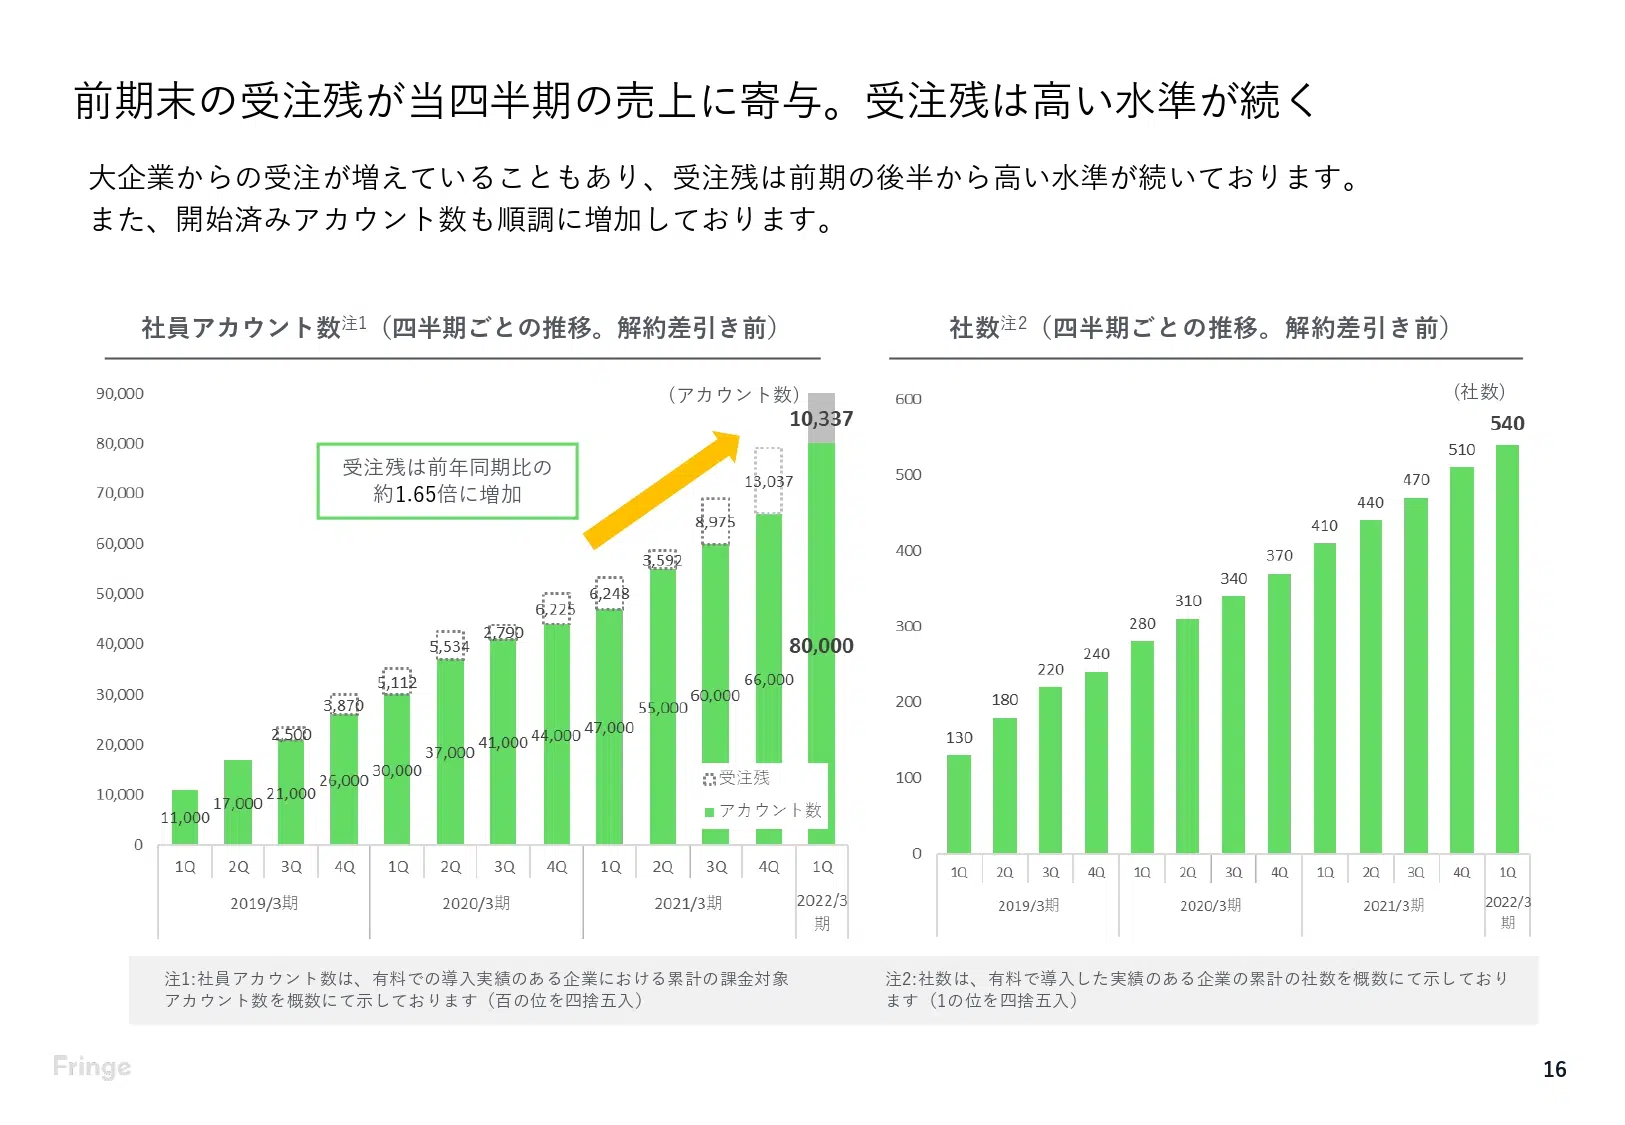 前期末の受注残が当四半期の売上に寄与。受注残は高い水準が続く
大企業からの受注が増えていることもあり、受注残は前期の後半から高い水準が続いております。
また、開始済みアカウント数も順調に増加しております。
社員アカウント数注1（四半期ごとの推移。解約差引き前）
（アカウント数）
90,000
80,000
70,000
60,000
50,000
40,000
30,000
20,000
10,000
0
受注残は前年同期比の
約1.65倍に増加
10,337
13,037
8,975
3,592
6,248
6,225
2,790
5,534
5,112
3,870
2,500
80,000
66,000
60,000
55,000
47,000
44,000
41,000
37,000
30,000
26,000
21,000
17,000
11,000
受注残
アカウント数
1Q 2Q 3Q 4Q 1Q 2Q 3Q 4Q 1Q 2Q 3Q 4Q 1Q
2019/3期 2020/3期 2021/3期 2022/3
期
社数注2（四半期ごとの推移。解約差引き前）
（社数）
600
500
400
300
200
100
0
130 180 220 240 280 310 340 370 410 440 470 510 540
1Q 2Q 3Q 4Q 1Q 2Q 3Q 4Q 1Q 2Q 3Q 4Q 1Q
2019/3期 2020/3期 2021/3期 2022/3
期
注1:社員アカウント数は、有料での導入実績のある企業における累計の課金対象
アカウント数を概数にて示しております（百の位を四捨五入）
注2:社数は、有料で導入した実績のある企業の累計の社数を概数にて示しており
ます（1の位を四捨五入）
Fringe
16